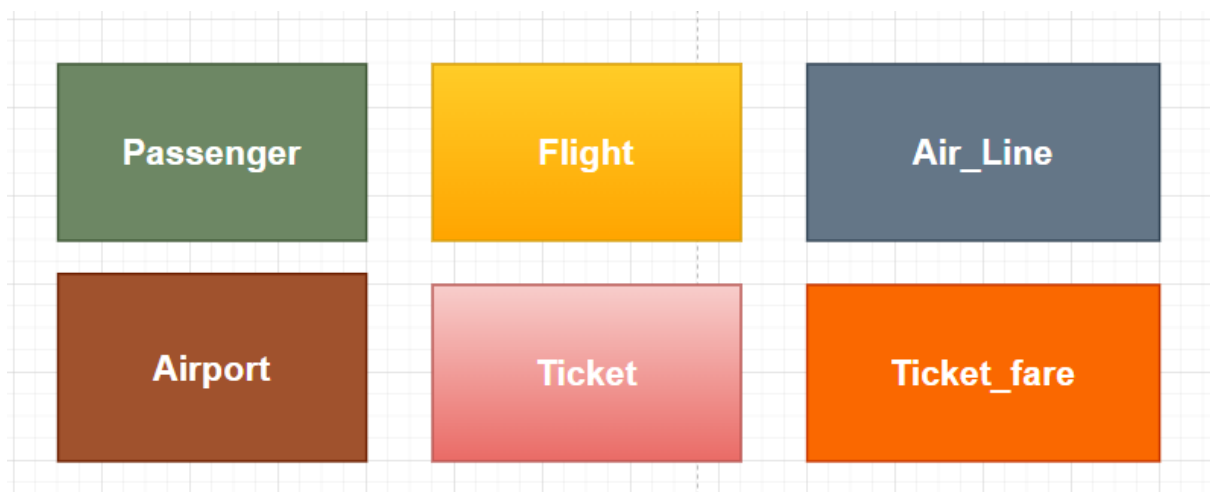 Passenger
Flight
Air_Line
Airport
Ticket
Ticket_fare